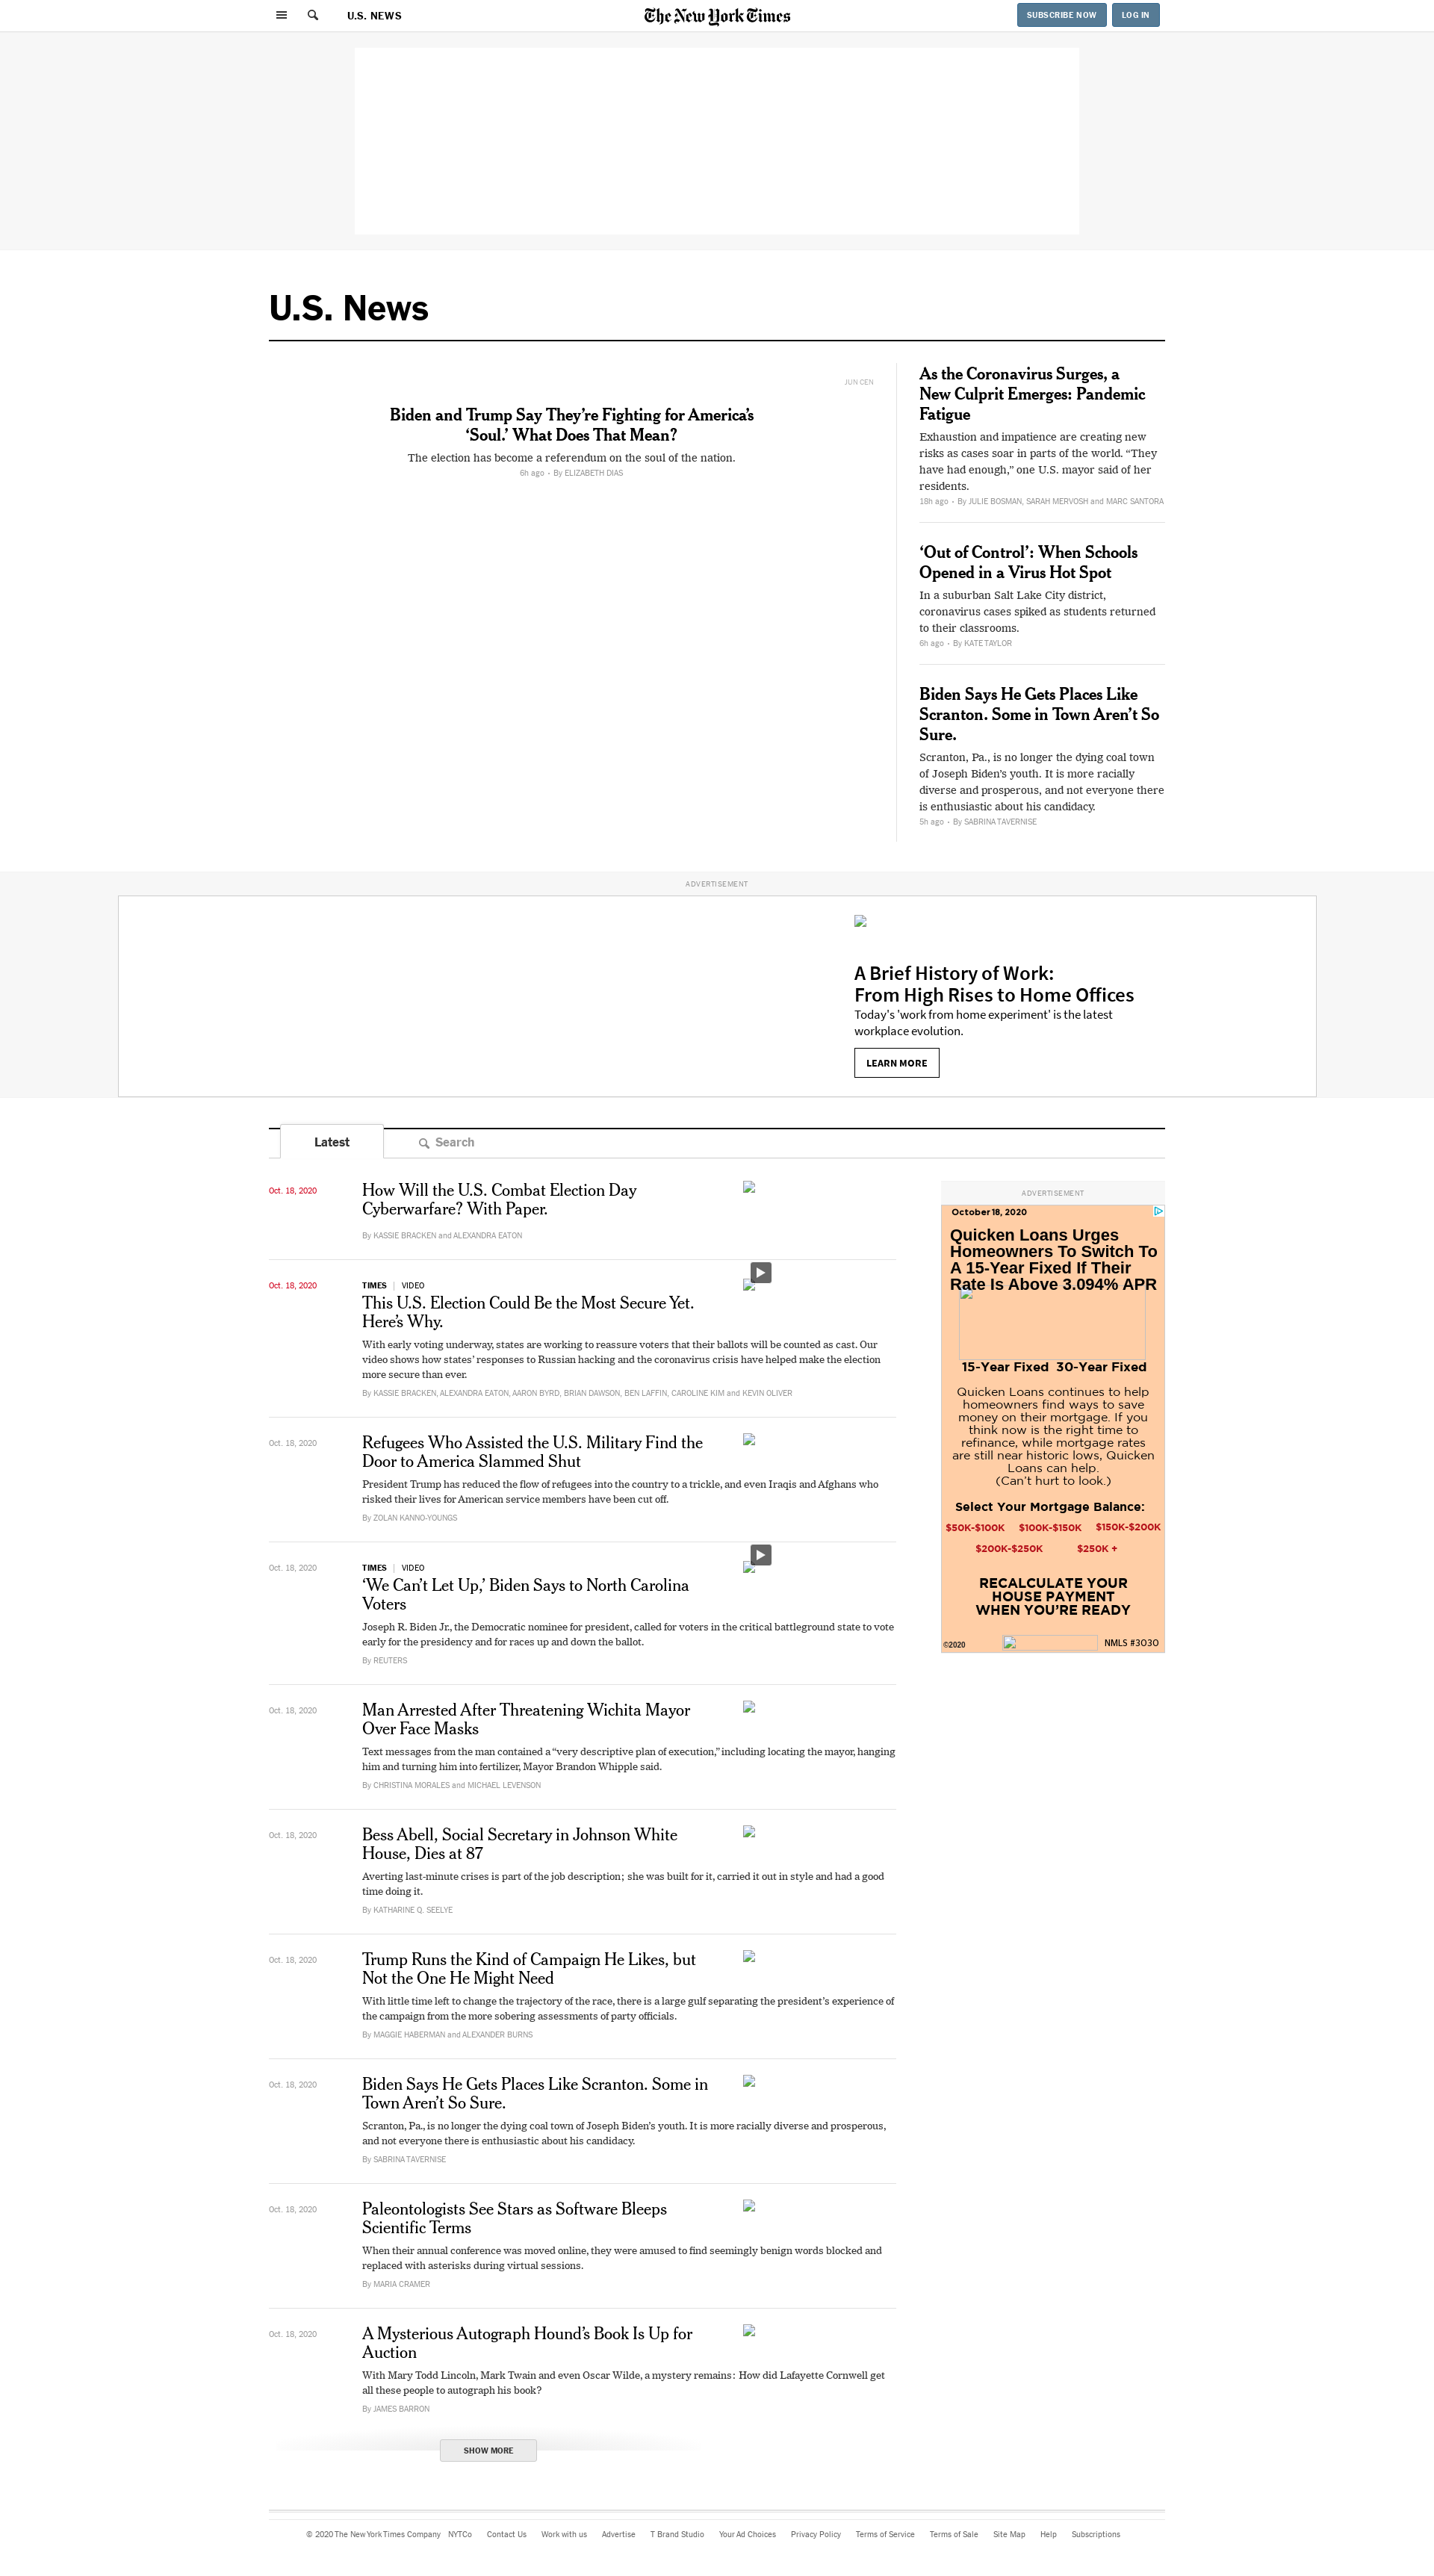 U.S. NEWS
The New York Times
SUBSCRIBE NOW
LOG IN
U.S. News
JUN CEN
Biden and Trump Say They’re Fighting for America’s
‘Soul.’ What Does That Mean?
The election has become a referendum on the soul of the nation.
6h ago • By ELIZABETH DIAS
As the Coronavirus Surges, a
New Culprit Emerges: Pandemic
Fatigue
Exhaustion and impatience are creating new
risks as cases soar in parts of the world. “They
have had enough,” one U.S. mayor said of her
residents.
18h ago • By JULIE BOSMAN, SARAH MERVOSH and MARC SANTORA
‘Out of Control’: When Schools
Opened in a Virus Hot Spot
In a suburban Salt Lake City district,
coronavirus cases spiked as students returned
to their classrooms.
6h ago • By KATE TAYLOR
Biden Says He Gets Places Like
Scranton. Some in Town Aren’t So
Sure.
Scranton, Pa., is no longer the dying coal town
of Joseph Biden’s youth. It is more racially
diverse and prosperous, and not everyone there
is enthusiastic about his candidacy.
5h ago • By SABRINA TAVERNISE
ADVERTISEMENT
A Brief History of Work:
From High Rises to Home Offices
Today's 'work from home experiment' is the latest
workplace evolution.
LEARN MORE
Latest
Search
Oct. 18, 2020
How Will the U.S. Combat Election Day
Cyberwarfare? With Paper.
By KASSIE BRACKEN and ALEXANDRA EATON
Oct. 18, 2020
TIMES | VIDEO
This U.S. Election Could Be the Most Secure Yet.
Here’s Why.
With early voting underway, states are working to reassure voters that their ballots will be counted as cast. Our
video shows how states’ responses to Russian hacking and the coronavirus crisis have helped make the election
more secure than ever.
By KASSIE BRACKEN, ALEXANDRA EATON, AARON BYRD, BRIAN DAWSON, BEN LAFFIN, CAROLINE KIM and KEVIN OLIVER
Oct. 18, 2020
Refugees Who Assisted the U.S. Military Find the
Door to America Slammed Shut
President Trump has reduced the flow of refugees into the country to a trickle, and even Iraqis and Afghans who
risked their lives for American service members have been cut off.
By ZOLAN KANNO-YOUNGS
Oct. 18, 2020
TIMES | VIDEO
‘We Can’t Let Up,’ Biden Says to North Carolina
Voters
Joseph R. Biden Jr., the Democratic nominee for president, called for voters in the critical battleground state to vote
early for the presidency and for races up and down the ballot.
By REUTERS
Oct. 18, 2020
Man Arrested After Threatening Wichita Mayor
Over Face Masks
Text messages from the man contained a “very descriptive plan of execution,” including locating the mayor, hanging
him and turning him into fertilizer, Mayor Brandon Whipple said.
By CHRISTINA MORALES and MICHAEL LEVENSON
Oct. 18, 2020
Bess Abell, Social Secretary in Johnson White
House, Dies at 87
Averting last-minute crises is part of the job description; she was built for it, carried it out in style and had a good
time doing it.
By KATHARINE Q. SEELYE
Oct. 18, 2020
Trump Runs the Kind of Campaign He Likes, but
Not the One He Might Need
With little time left to change the trajectory of the race, there is a large gulf separating the president’s experience of
the campaign from the more sobering assessments of party officials.
By MAGGIE HABERMAN and ALEXANDER BURNS
Oct. 18, 2020
Biden Says He Gets Places Like Scranton. Some in
Town Aren’t So Sure.
Scranton, Pa., is no longer the dying coal town of Joseph Biden’s youth. It is more racially diverse and prosperous,
and not everyone there is enthusiastic about his candidacy.
By SABRINA TAVERNISE
Oct. 18, 2020
Paleontologists See Stars as Software Bleeps
Scientific Terms
When their annual conference was moved online, they were amused to find seemingly benign words blocked and
replaced with asterisks during virtual sessions.
By MARIA CRAMER
Oct. 18, 2020
A Mysterious Autograph Hound’s Book Is Up for
Auction
With Mary Todd Lincoln, Mark Twain and even Oscar Wilde, a mystery remains: How did Lafayette Cornwell get
all these people to autograph his book?
By JAMES BARRON
SHOW MORE
ADVERTISEMENT
October 18, 2020
Quicken Loans Urges
Homeowners To Switch To
A 15-Year Fixed If Their
Rate Is Above 3.094% APR
15-Year Fixed 30-Year Fixed
Quicken Loans continues to help
homeowners find ways to save
money on their mortgage. If you
think now is the right time to
refinance, while mortgage rates
are still near historic lows, Quicken
Loans can help.
(Can’t hurt to look.)
Select Your Mortgage Balance:
$50K-$100K $100K-$150K $150K-$200K
$200K-$250K $250K +
RECALCULATE YOUR
HOUSE PAYMENT
WHEN YOU’RE READY
©2020
NMLS #3030
© 2020 The New York Times Company NYTCo Contact Us Work with us Advertise T Brand Studio Your Ad Choices Privacy Policy Terms of Service Terms of Sale Site Map Help Subscriptions